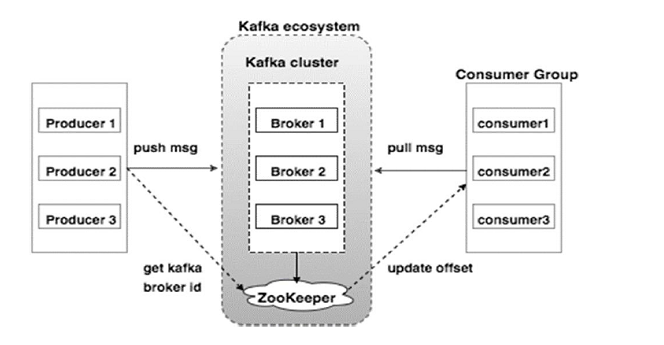 Kafka ecosystem
Kafka cluster
Consumer Group
Producer 1
Broker 1
consumer1
push msg
pull msg
Producer 2
Broker 2
consumer2
Producer 3
Broker 3
consumer3
get kafka
broker id
update offset
ZooKeeper